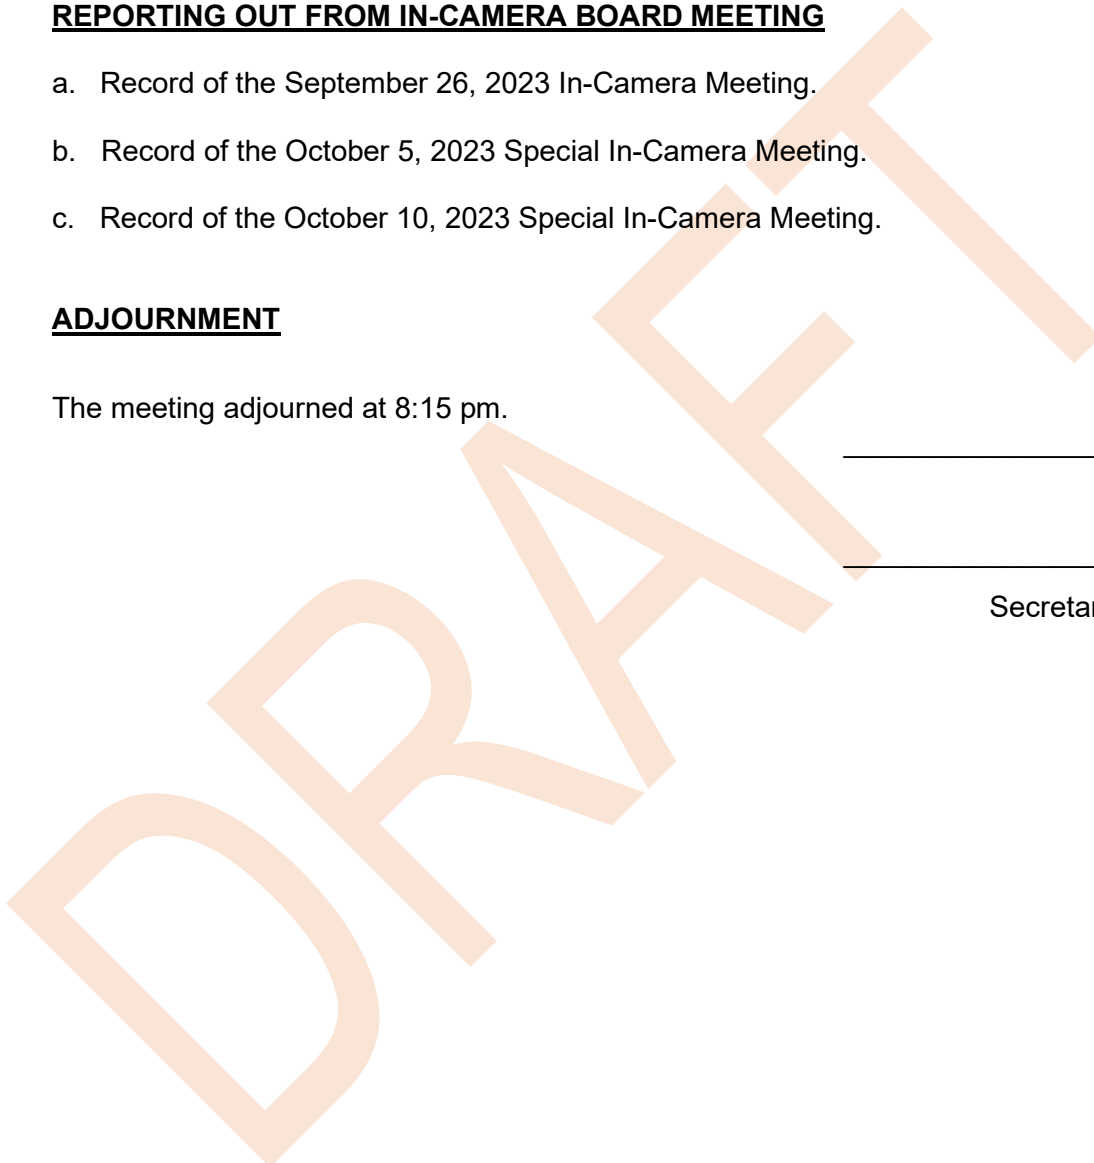 REPORTING OUT FROM IN-CAMERA BOARD MEETING
a. Record of the September 26, 2023 In-Camera Meeting.
b. Record of the October 5, 2023 Special In-Camera Meeting.
c. Record of the October 10, 2023 Special In-Camera Meeting.
ADJOURNMENT
The meeting adjourned at 8:15 pm.
DRAFT